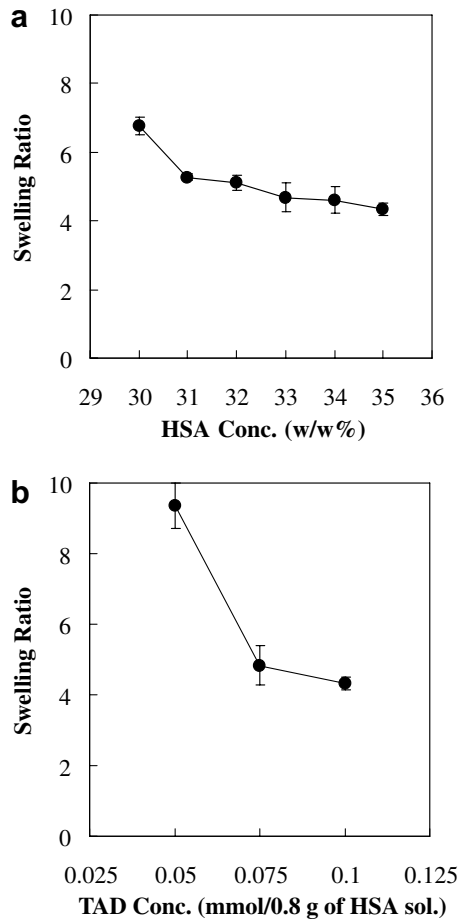 a
10
8
6
4
2
0
Swelling Ratio
29 30 31 32 33 34 35 36
HSA Conc. (w/w%)
b
10
8
6
4
2
0
Swelling Ratio
0.025 0.05 0.075 0.1 0.125
TAD Conc. (mmol/0.8 g of HSA sol.)